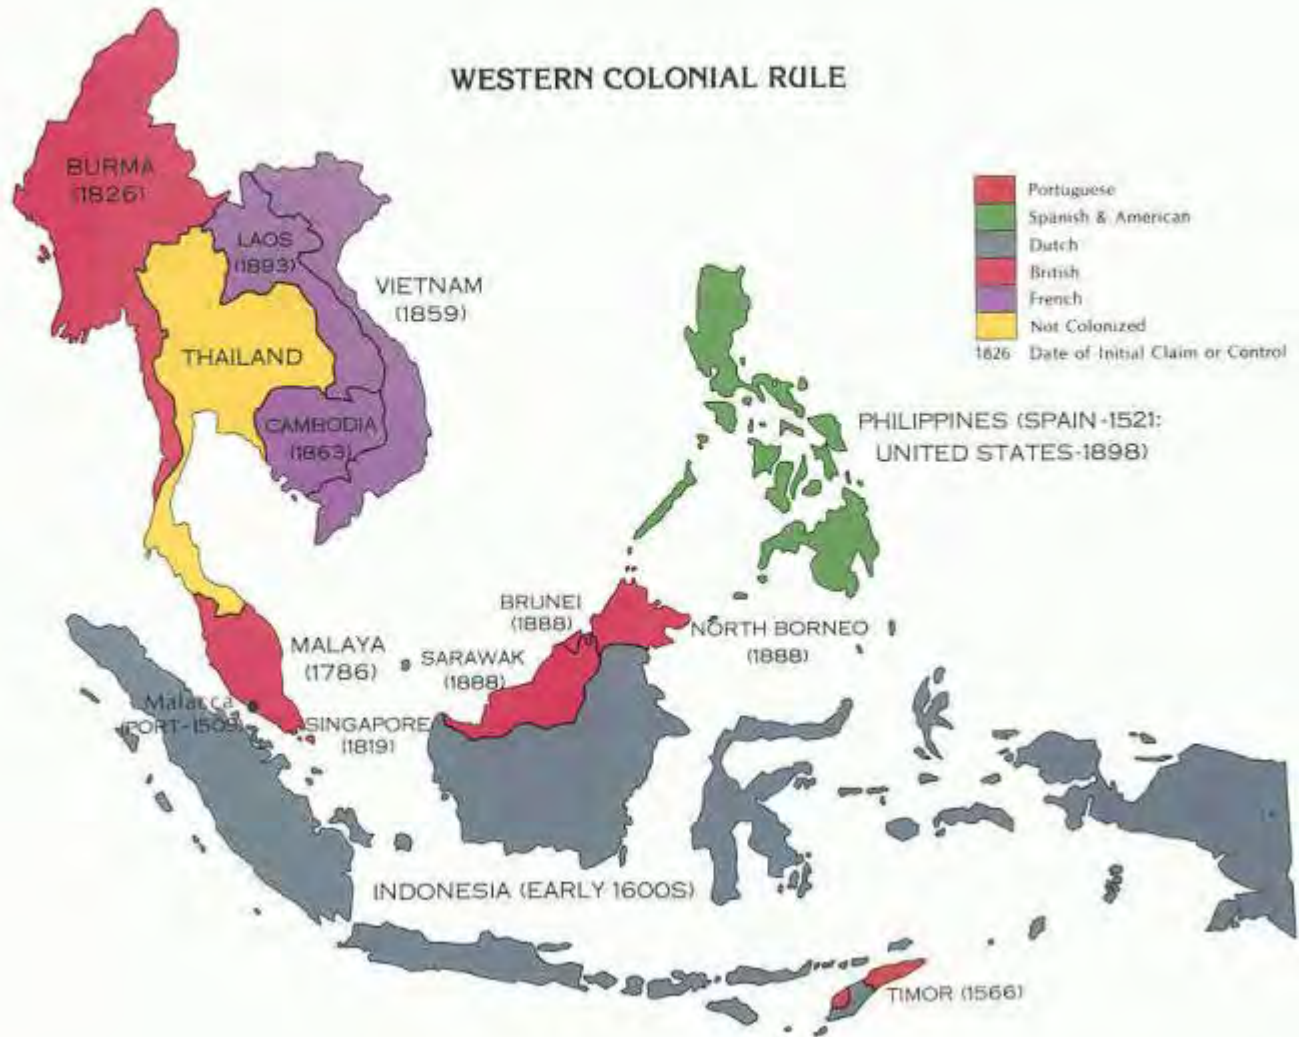 WESTERN COLONIAL RULE
BURMA
(1826)
Portuguese
Spanish & American
Dutch
British
French
Not Colonized
1826 Date of Initial Claim or Control
LAOS
(1893)
VIETNAM
(1859)
THAILAND
CAMBODIA
(1863)
PHILIPPINES (SPAIN-1521:
UNITED STATES-1898)
BRUNEI
(1888)
NORTH BORNEO
(1888)
MALAYA
(1786)
SARAWAK
(1888)
Malacca
(PORT-1509)
SINGAPORE
(1819)
INDONESIA (EARLY 1600S)
TIMOR (1566)